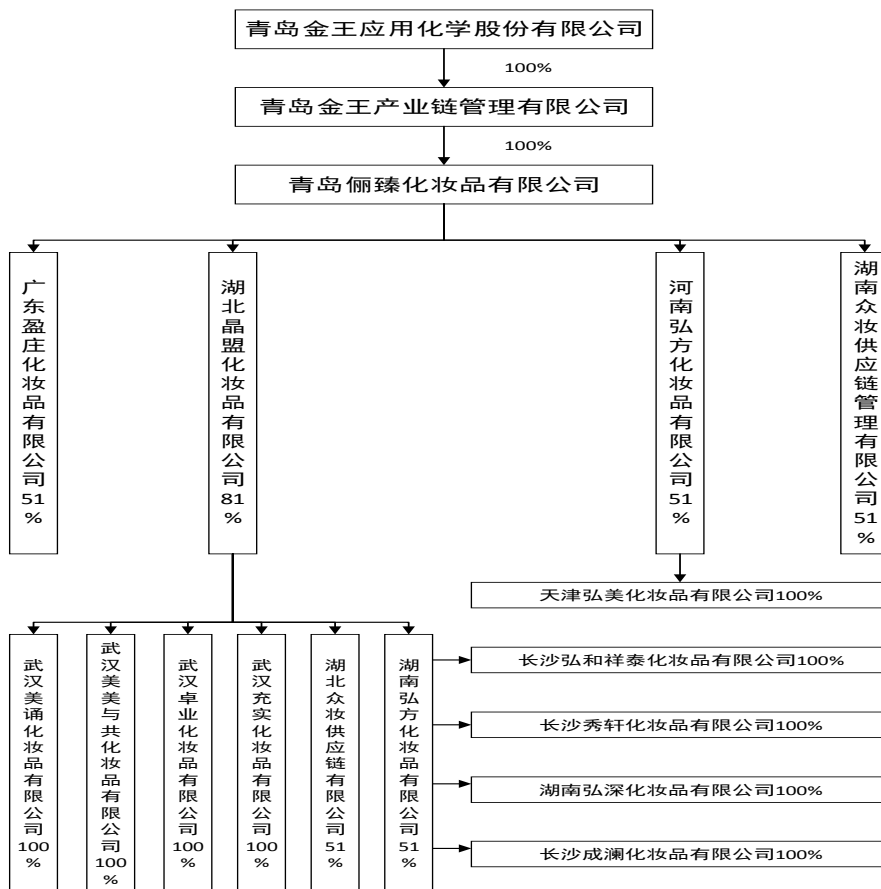 青岛金王应用化学股份有限公司
100%
青岛金王产业链管理有限公司
100%
青岛俪臻化妆品有限公司
广东盈庄化妆品有限公司51%
湖北晶盟化妆品有限公司81%
河南弘方化妆品有限公司51%
湖南众妆供应链管理有限公司51%
天津弘美化妆品有限公司100%
武汉美诵化妆品有限公司100%
武汉美美与共化妆品有限公司100%
武汉卓业化妆品有限公司100%
武汉充实化妆品有限公司100%
湖北众妆供应链有限公司51%
湖南弘方化妆品有限公司51%
长沙弘和祥泰化妆品有限公司100%
长沙秀轩化妆品有限公司100%
湖南弘深化妆品有限公司100%
长沙成澜化妆品有限公司100%